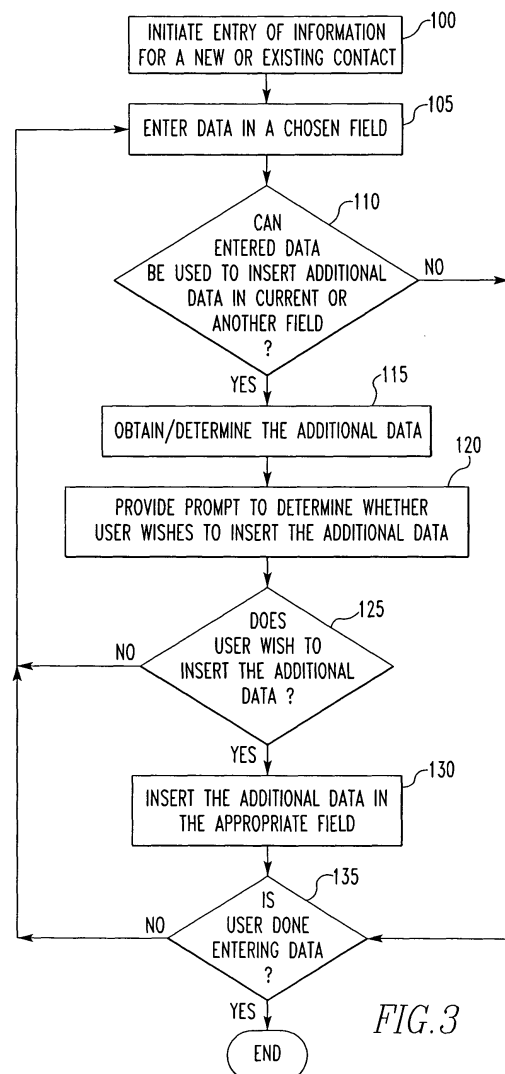 100
INITIATE ENTRY OF INFORMATION
FOR A NEW OR EXISTING CONTACT
105
ENTER DATA IN A CHOSEN FIELD
110
CAN
ENTERED DATA
BE USED TO INSERT ADDITIONAL
DATA IN CURRENT OR
ANOTHER FIELD
?
NO
YES
115
OBTAIN/DETERMINE THE ADDITIONAL DATA
120
PROVIDE PROMPT TO DETERMINE WHETHER
USER WISHES TO INSERT THE ADDITIONAL DATA
125
DOES
USER WISH TO
INSERT THE ADDITIONAL
DATA ?
NO
YES
130
INSERT THE ADDITIONAL DATA IN
THE APPROPRIATE FIELD
135
IS
USER DONE
ENTERING DATA
?
NO
YES
END
FIG.3